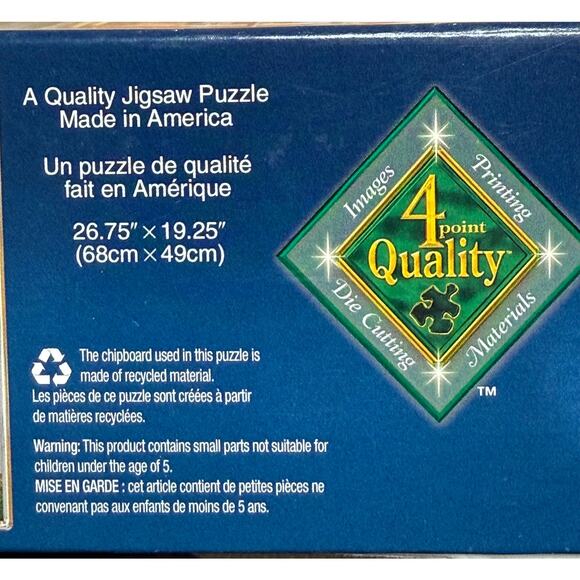 A Quality Jigsaw Puzzle
Made in America
Un puzzle de qualité
fait en Amérique
26.75″ × 19.25″
(68cm × 49cm)
The chipboard used in this puzzle is
made of recycled material.
Les pièces de ce puzzle sont créées à partir
de matières recyclées.
Warning: This product contains small parts not suitable for
children under the age of 5.
MISE EN GARDE : cet article contient de petites pièces ne
convenant pas aux enfants de moins de 5 ans.
Images
Printing
4
point
Quality™
Die Cutting
Materials
TM